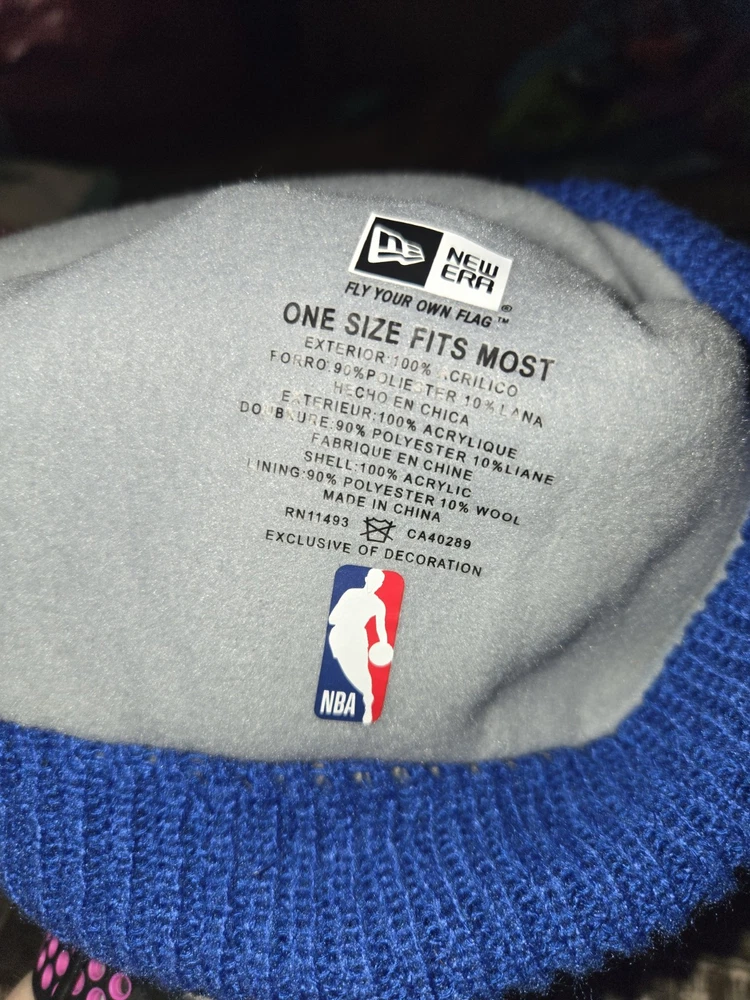 NEW
ERA
®
FLY YOUR OWN FLAG™
ONE SIZE FITS MOST
EXTERIOR:100% ACRILICO
FORRO:90%POLIESTER 10% LANA
HECHO EN CHICA
EXTERIEUR:100% ACRYLIQUE
DOUBNURE:90% POLYESTER 10%LIANE
FABRIQUE EN CHINE
SHELL:100% ACRYLIC
LINING:90% POLYESTER 10% WOOL
MADE IN CHINA
RN11493 CA40289
EXCLUSIVE OF DECORATION
NBA